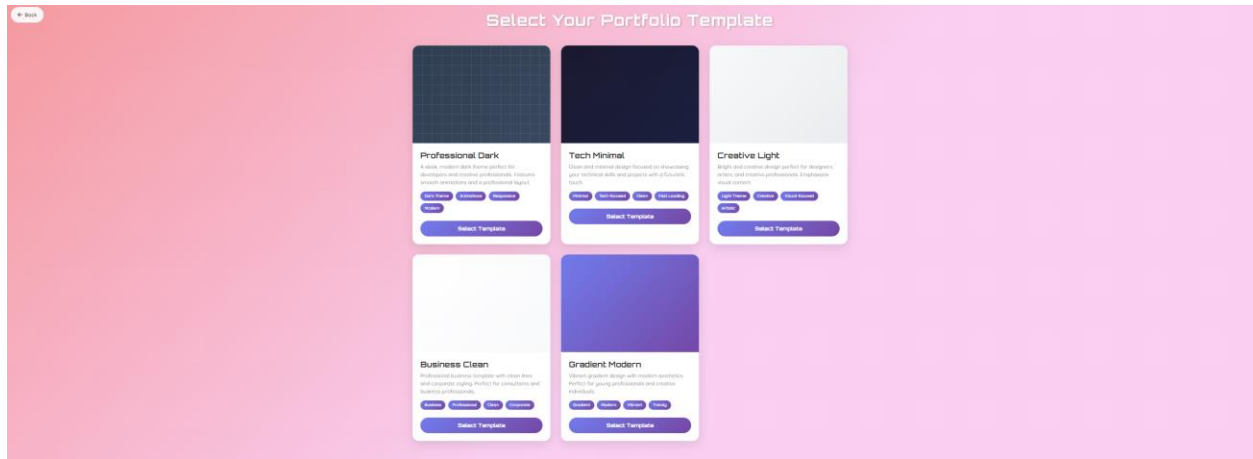 ← Back
Select Your Portfolio Template
Professional Dark
A sleek, modern dark theme perfect for
developers and creative professionals. Features
smooth animations and a professional layout.
Dark Theme Animations Responsive
Modern
Select Template
Tech Minimal
Clean and minimal design focused on showcasing
your technical skills and projects with a futuristic
touch.
Minimal Tech-focused Clean Fast Loading
Select Template
Creative Light
Bright and creative design perfect for designers,
artists, and creative professionals. Emphasizes
visual content.
Light Theme Creative Visual-focused
Artistic
Select Template
Business Clean
Professional business template with clean lines
and corporate styling. Perfect for consultants and
business professionals.
Business Professional Clean Corporate
Select Template
Gradient Modern
Vibrant gradient design with modern aesthetics.
Perfect for young professionals and creative
individuals.
Gradient Modern Vibrant Trendy
Select Template